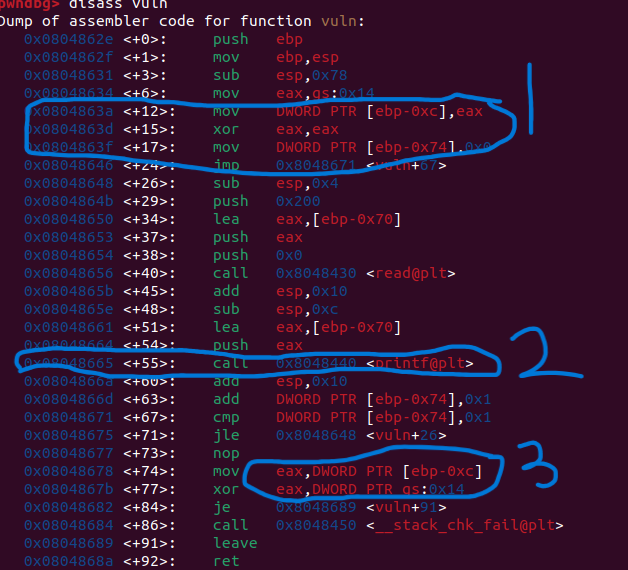 pwndbg> disass vuln
Dump of assembler code for function vuln:
0x0804862e <+0>: push ebp
0x0804862f <+1>: mov ebp,esp
0x08048631 <+3>: sub esp,0x78
0x08048634 <+6>: mov eax,gs:0x14
0x0804863a <+12>: mov DWORD PTR [ebp-0xc],eax
0x0804863d <+15>: xor eax,eax
0x0804863f <+17>: mov DWORD PTR [ebp-0x74],0x0
0x08048646 <+24>: jmp 0x8048671 <vuln+67>
0x08048648 <+26>: sub esp,0x4
0x0804864b <+29>: push 0x200
0x08048650 <+34>: lea eax,[ebp-0x70]
0x08048653 <+37>: push eax
0x08048654 <+38>: push 0x0
0x08048656 <+40>: call 0x8048430 <read@plt>
0x0804865b <+45>: add esp,0x10
0x0804865e <+48>: sub esp,0xc
0x08048661 <+51>: lea eax,[ebp-0x70]
0x08048664 <+54>: push eax
0x08048665 <+55>: call 0x8048440 <printf@plt>
0x0804866a <+60>: add esp,0x10
0x0804866d <+63>: add DWORD PTR [ebp-0x74],0x1
0x08048671 <+67>: cmp DWORD PTR [ebp-0x74],0x1
0x08048675 <+71>: jle 0x8048648 <vuln+26>
0x08048677 <+73>: nop
0x08048678 <+74>: mov eax,DWORD PTR [ebp-0xc]
0x0804867b <+77>: xor eax,DWORD PTR gs:0x14
0x08048682 <+84>: je 0x8048689 <vuln+91>
0x08048684 <+86>: call 0x8048450 <__stack_chk_fail@plt>
0x08048689 <+91>: leave
0x0804868a <+92>: ret
1
2
3